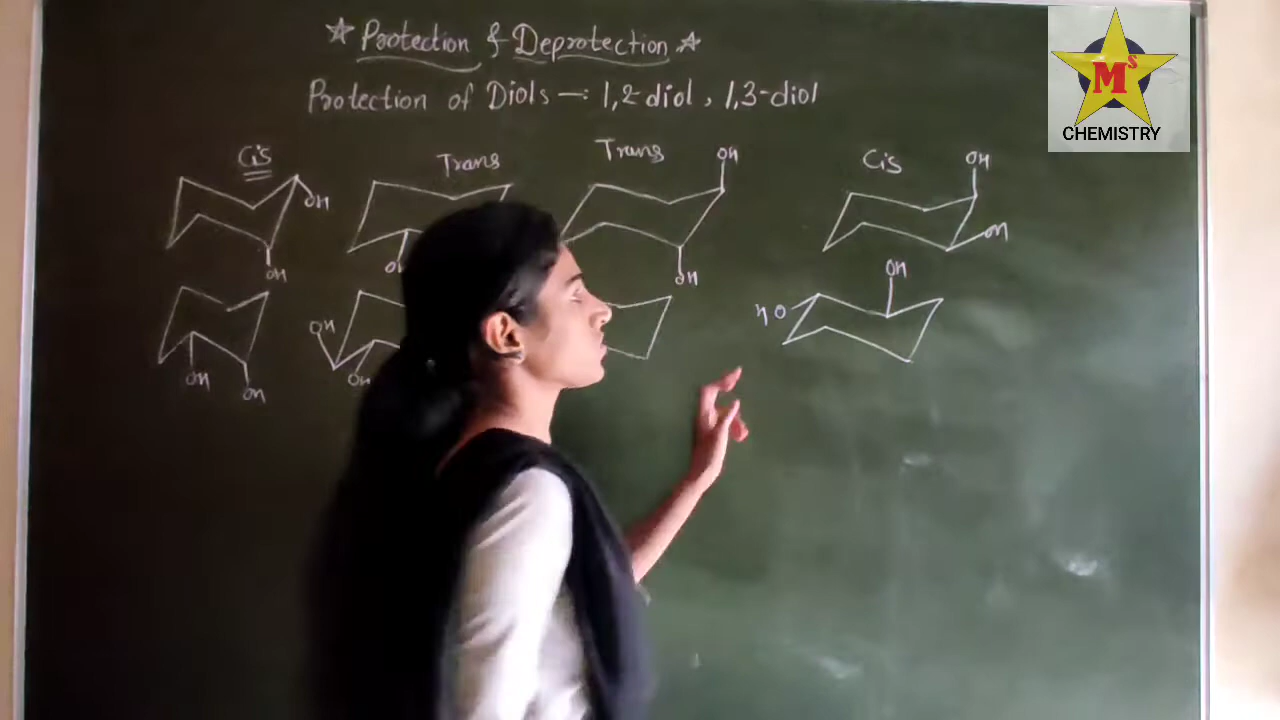 ☆ Protection & Deprotection ☆
Protection of Diols — : 1,2-diol, 1,3-diol
Cis Trans Trans Cis
OH OH OH
OH OH OH
OH HO
OH OH OH
OH
Ms
CHEMISTRY